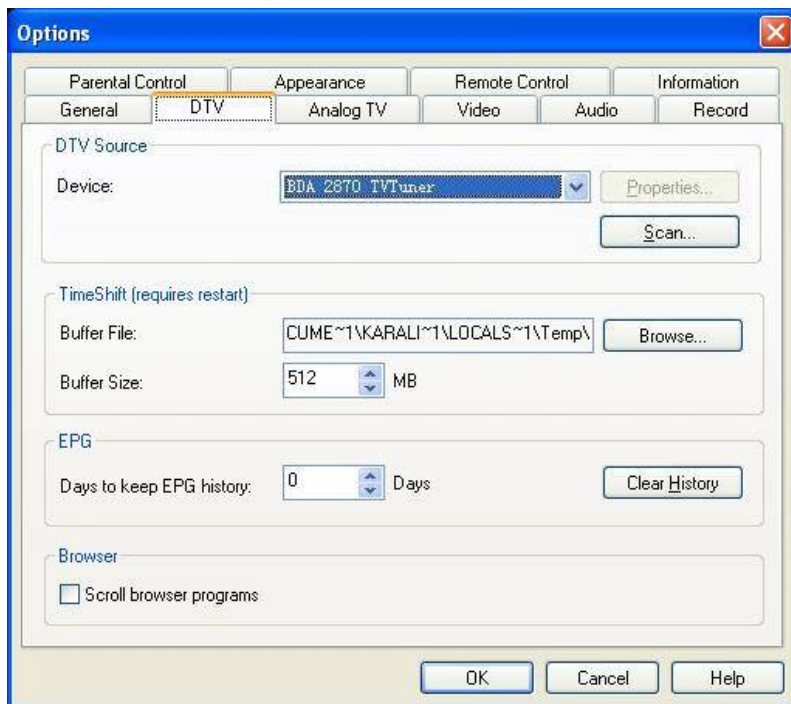 Options
Parental Control Appearance Remote Control Information
General DTV Analog TV Video Audio Record
DTV Source
Device: BDA 2870 TVTuner Properties...
Scan...
TimeShift (requires restart)
Buffer File: CUME~1\KARALI~1\LOCALS~1\Temp\ Browse...
Buffer Size: 512 MB
EPG
Days to keep EPG history: 0 Days Clear History
Browser
Scroll browser programs
OK Cancel Help